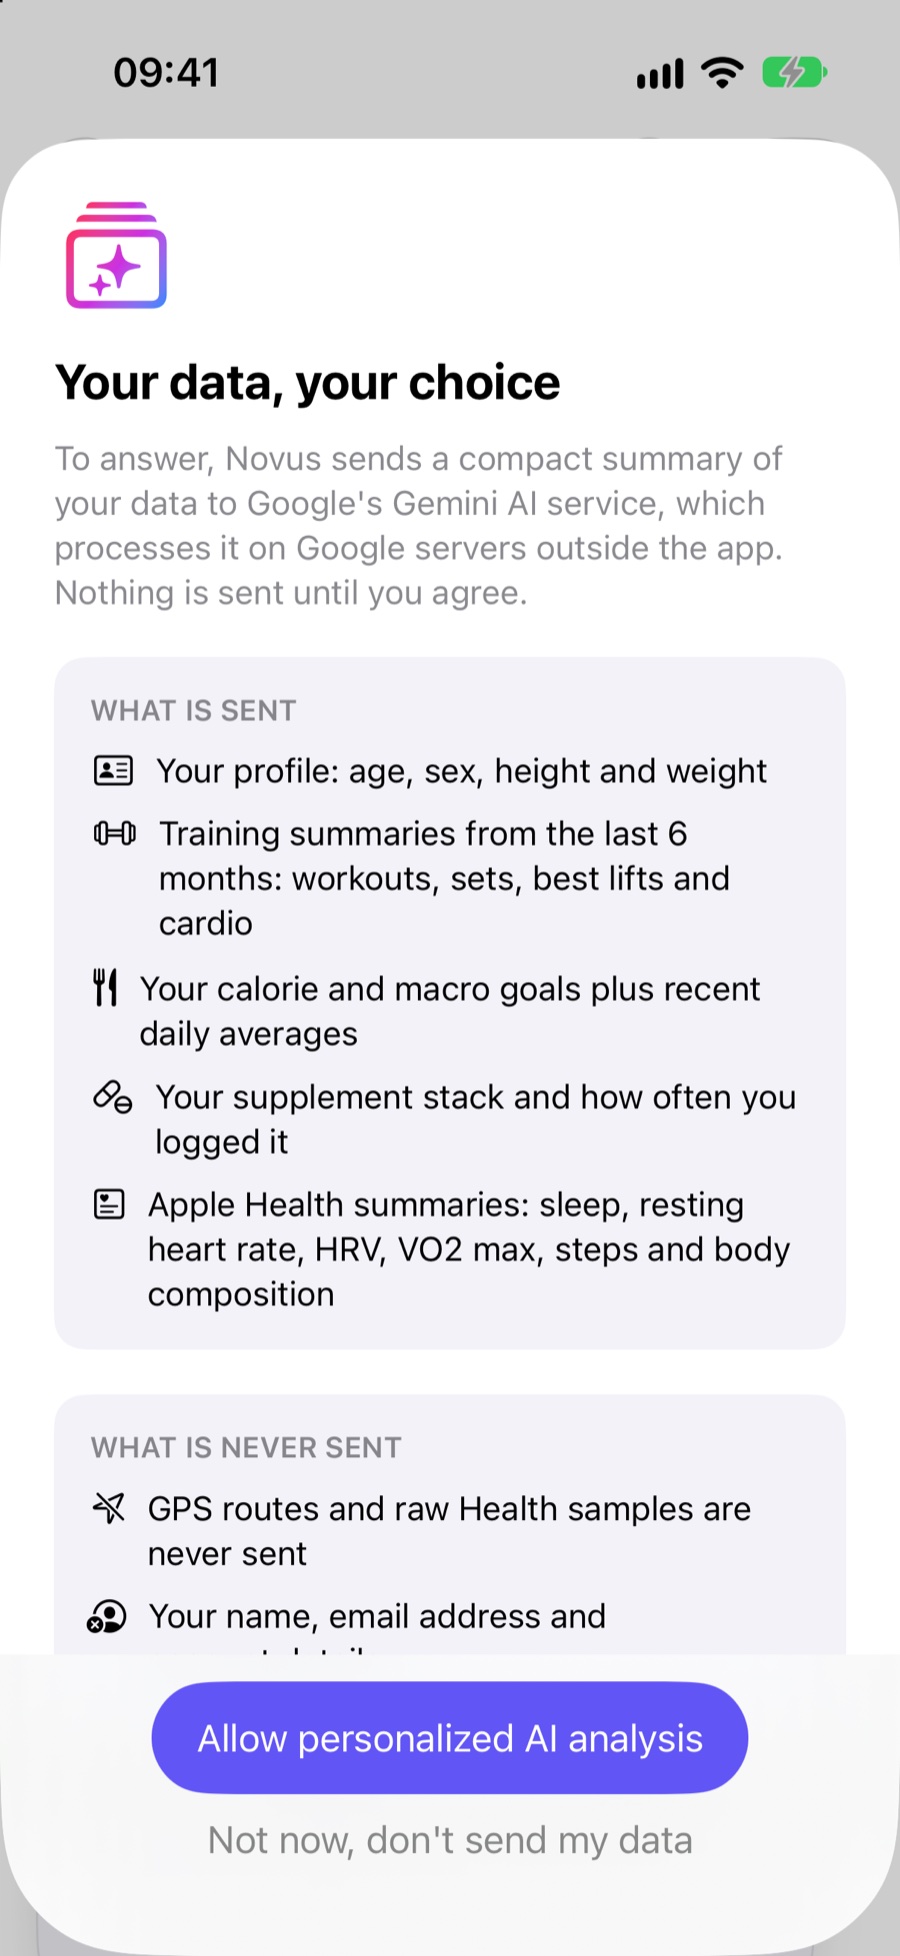 09:41
Your data, your choice
To answer, Novus sends a compact summary of
your data to Google's Gemini AI service, which
processes it on Google servers outside the app.
Nothing is sent until you agree.
WHAT IS SENT
Your profile: age, sex, height and weight
Training summaries from the last 6
months: workouts, sets, best lifts and
cardio
Your calorie and macro goals plus recent
daily averages
Your supplement stack and how often you
logged it
Apple Health summaries: sleep, resting
heart rate, HRV, VO2 max, steps and body
composition
WHAT IS NEVER SENT
GPS routes and raw Health samples are
never sent
Your name, email address and
Allow personalized AI analysis
Not now, don't send my data